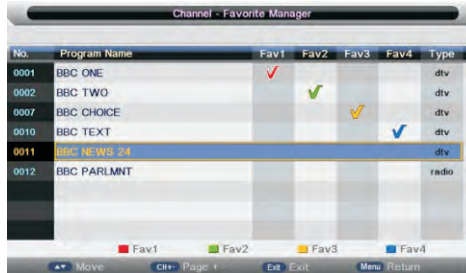 Channel - Favorite Manager
No. Program Name Fav1 Fav2 Fav3 Fav4 Type
0001 BBC ONE dtv
0002 BBC TWO dtv
0007 BBC CHOICE dtv
0010 BBC TEXT dtv
0011 BBC NEWS 24 dtv
0012 BBC PARLMNT radio
Fav1 Fav2 Fav3 Fav4
Move CH+- Page + - Exit Exit Menu Return